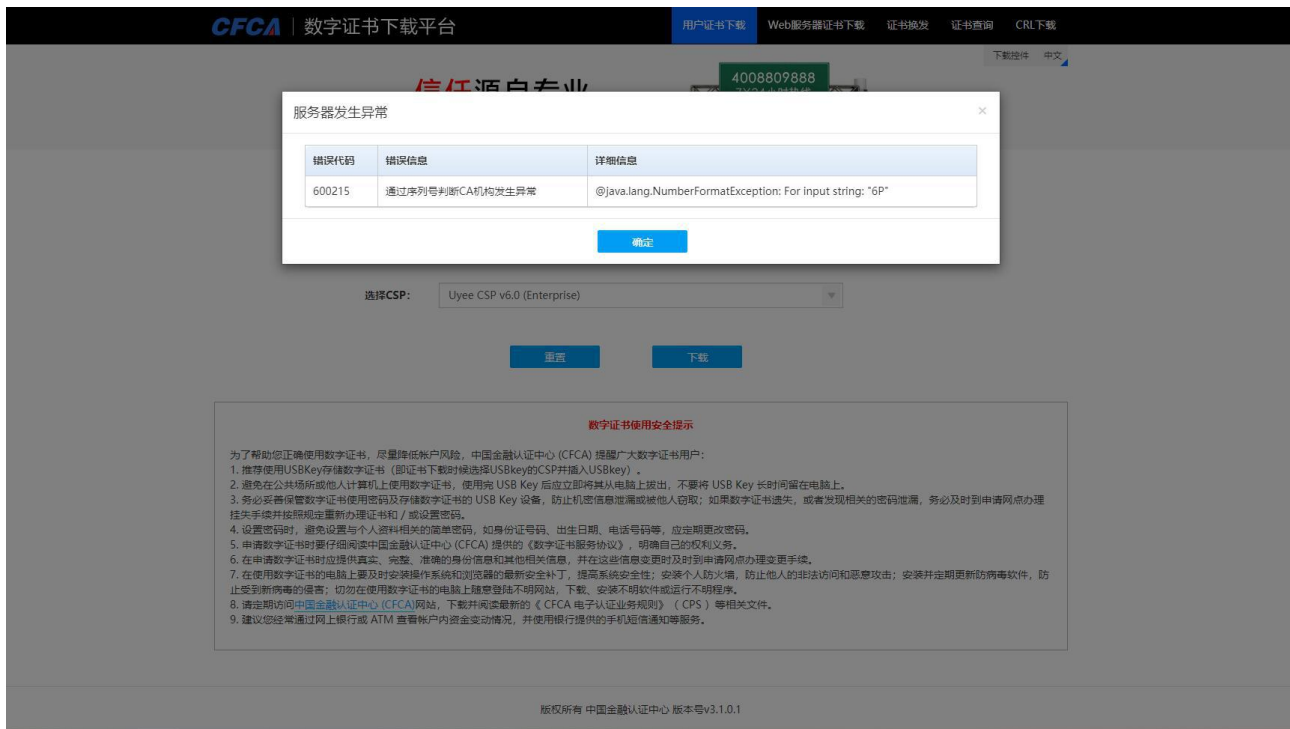 CFCA 数字证书下载平台 用户证书下载 Web服务器证书下载 证书换发 证书查询 CRL下载
下载控件 中文
信任源自专业 4008809888
服务器发生异常 ×
错误代码 错误信息 详细信息
600215 通过序列号判断CA机构发生异常 @java.lang.NumberFormatException: For input string: "6P"
确定
选择CSP: Uyee CSP v6.0 (Enterprise)
重置 下载
数字证书使用安全提示
为了帮助您正确使用数字证书，尽量降低帐户风险，中国金融认证中心 (CFCA) 提醒广大数字证书用户：
1. 推荐使用USBKey存储数字证书（即证书下载时候选择USBkey的CSP并插入USBkey）。
2. 避免在公共场所或他人计算机上使用数字证书，使用完 USB Key 后应立即将其从电脑上拔出，不要将 USB Key 长时间留在电脑上。
3. 务必妥善保管数字证书使用密码及存储数字证书的 USB Key 设备，防止机密信息泄漏或被他人窃取；如果数字证书遗失，或者发现相关的密码泄漏，务必及时到申请网点办理
挂失手续并按照规定重新办理证书和 / 或设置密码。
4. 设置密码时，避免设置与个人资料相关的简单密码，如身份证号码、出生日期、电话号码等，应定期更改密码。
5. 申请数字证书时要仔细阅读中国金融认证中心 (CFCA) 提供的《数字证书服务协议》，明确自己的权利义务。
6. 在申请数字证书时应提供真实、完整、准确的身份信息和其他相关信息，并在这些信息变更时及时到申请网点办理变更手续。
7. 在使用数字证书的电脑上要及时安装操作系统和浏览器的最新安全补丁，提高系统安全性；安装个人防火墙，防止他人的非法访问和恶意攻击；安装并定期更新防病毒软件，防
止受到新病毒的侵害；切勿在使用数字证书的电脑上随意登陆不明网站，下载、安装不明软件或运行不明程序。
8. 请定期访问中国金融认证中心 (CFCA)网站，下载并阅读最新的《 CFCA 电子认证业务规则》（ CPS ）等相关文件。
9. 建议您经常通过网上银行或 ATM 查看帐户内资金变动情况，并使用银行提供的手机短信通知等服务。
版权所有 中国金融认证中心 版本号v3.1.0.1